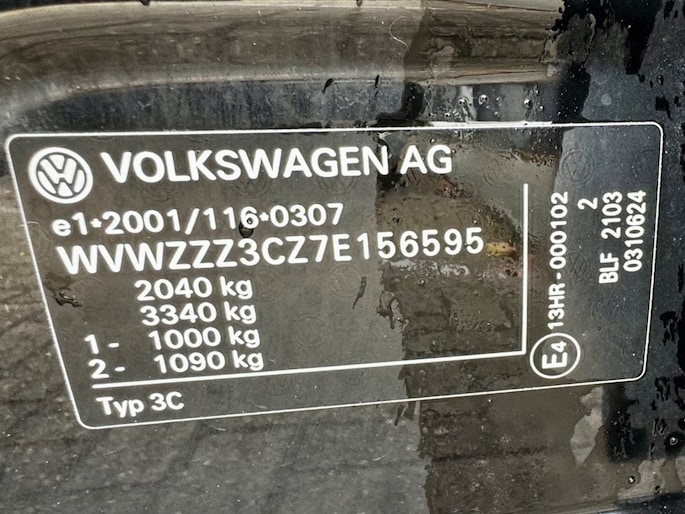 VOLKSWAGEN AG
e1*2001/116*0307
WVWZZZ3CZ7E156595
2040 kg
3340 kg
1- 1000 kg
2- 1090 kg
Typ 3C
E4 13HR-000102
2
BLF 2103
0310624